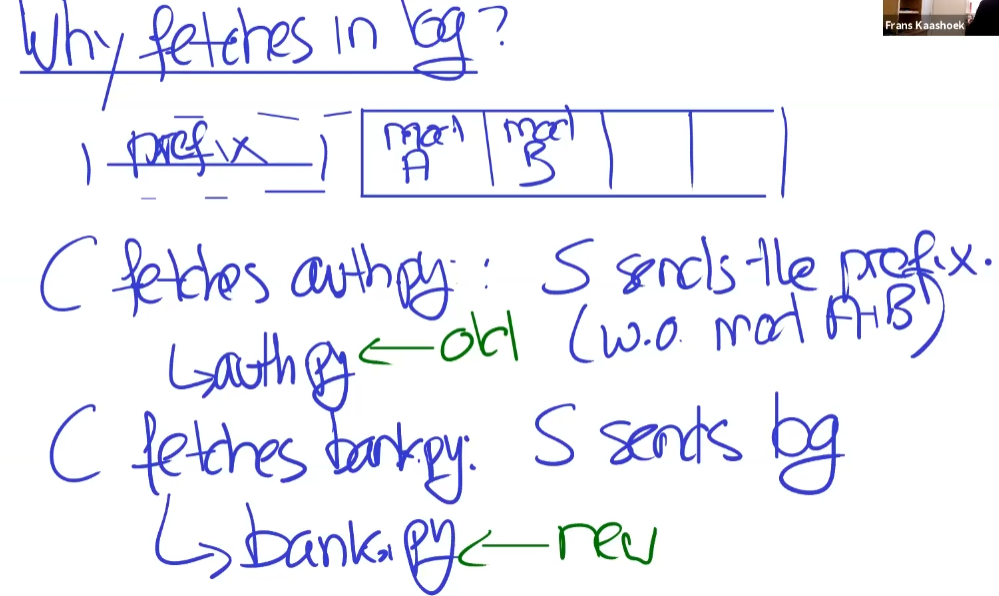 Why fetches in log?
Frans Kaashoek
prefix
mod A
mod B
C fetches auth.py: S sends the prefix.
(w.o. mod A+B)
↳ auth.py ← old
C fetches bank.py: S sends log
↳ bank.py ← new